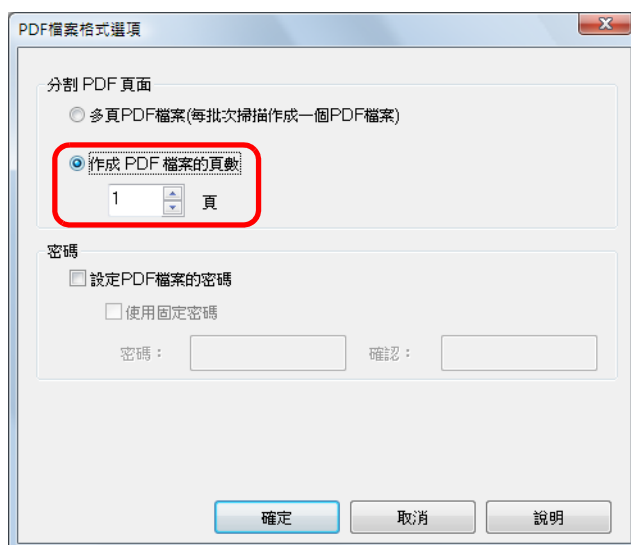 PDF檔案格式選項
分割 PDF 頁面
多頁PDF檔案(每批次掃描作成一個PDF檔案)
作成 PDF 檔案的頁數
1 頁
密碼
設定PDF檔案的密碼
使用固定密碼
密碼： 確認：
確定 取消 說明